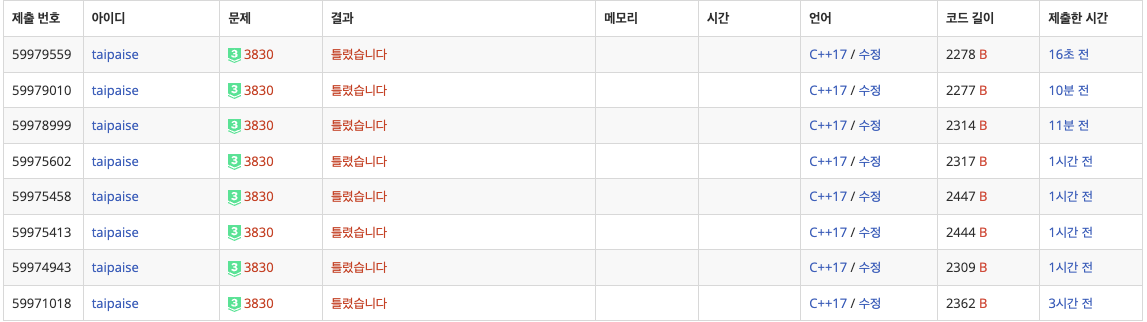 제출 번호 아이디 문제 결과 메모리 시간 언어 코드 길이 제출한 시간
59979559 taipaise 3 3830 틀렸습니다 C++17 / 수정 2278 B 16초 전
59979010 taipaise 3 3830 틀렸습니다 C++17 / 수정 2277 B 10분 전
59978999 taipaise 3 3830 틀렸습니다 C++17 / 수정 2314 B 11분 전
59975602 taipaise 3 3830 틀렸습니다 C++17 / 수정 2317 B 1시간 전
59975458 taipaise 3 3830 틀렸습니다 C++17 / 수정 2447 B 1시간 전
59975413 taipaise 3 3830 틀렸습니다 C++17 / 수정 2444 B 1시간 전
59974943 taipaise 3 3830 틀렸습니다 C++17 / 수정 2309 B 1시간 전
59971018 taipaise 3 3830 틀렸습니다 C++17 / 수정 2362 B 3시간 전